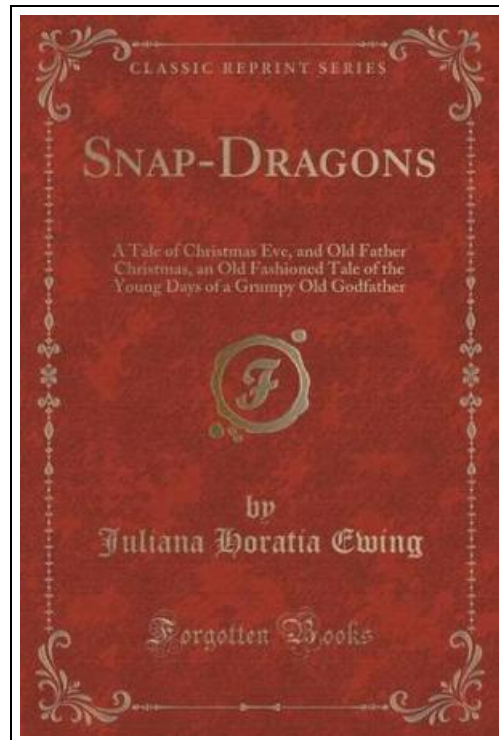 CLASSIC REPRINT SERIES
SNAP-DRAGONS
A Tale of Christmas Eve, and Old Father
Christmas, an Old Fashioned Tale of the
Young Days of a Grumpy Old Godfather
F
by
Juliana Horatia Ewing
Forgotten Books